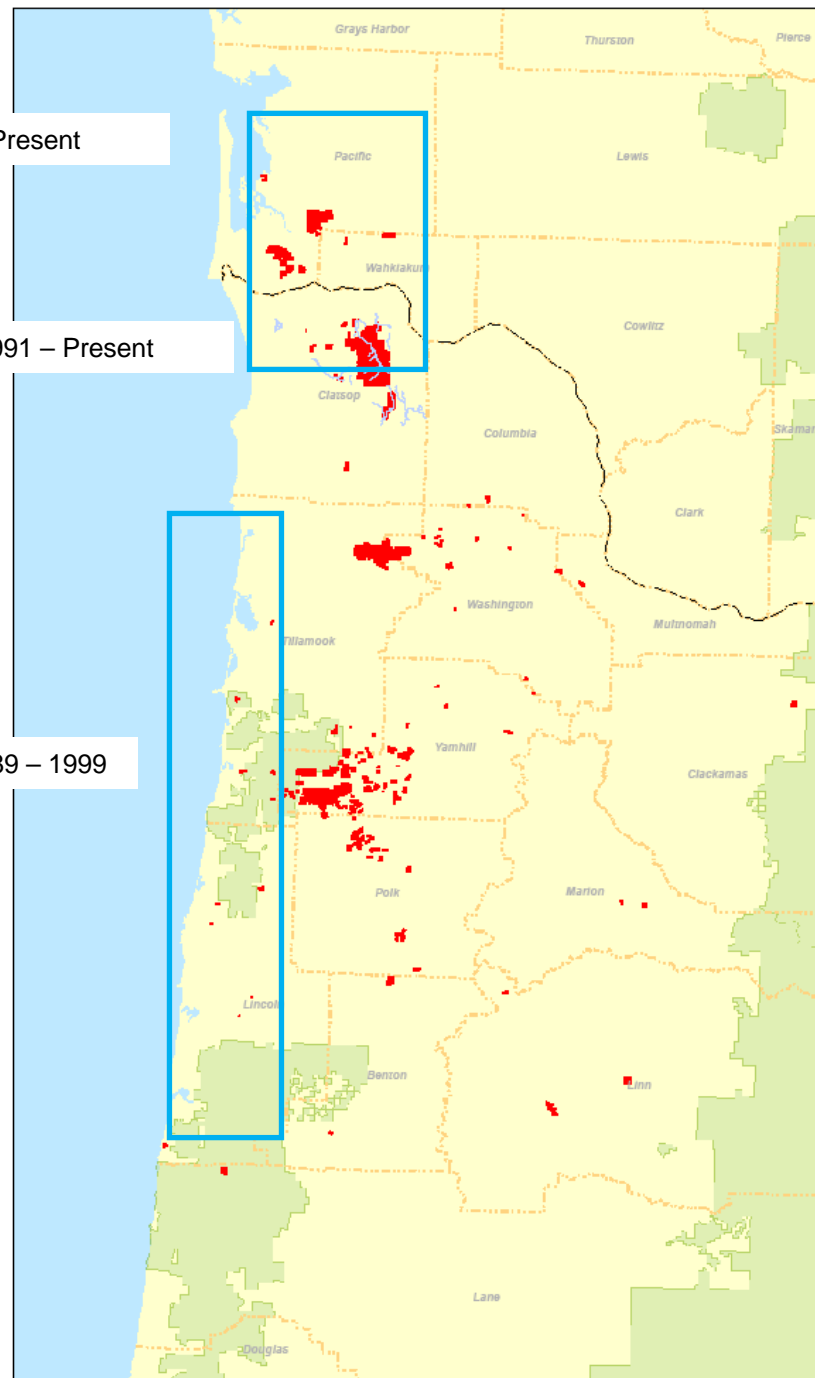 Grays Harbor
Thurston
Pierce
Present
Pacific
Lewis
Wahkiakum
Cowlitz
991 – Present
Clatsop
Skaman
Columbia
Clark
Washington
Multnomah
Tillamook
Yamhill
39 – 1999
Clackamas
Polk
Marion
Lincoln
Benton
Linn
Lane
Douglas